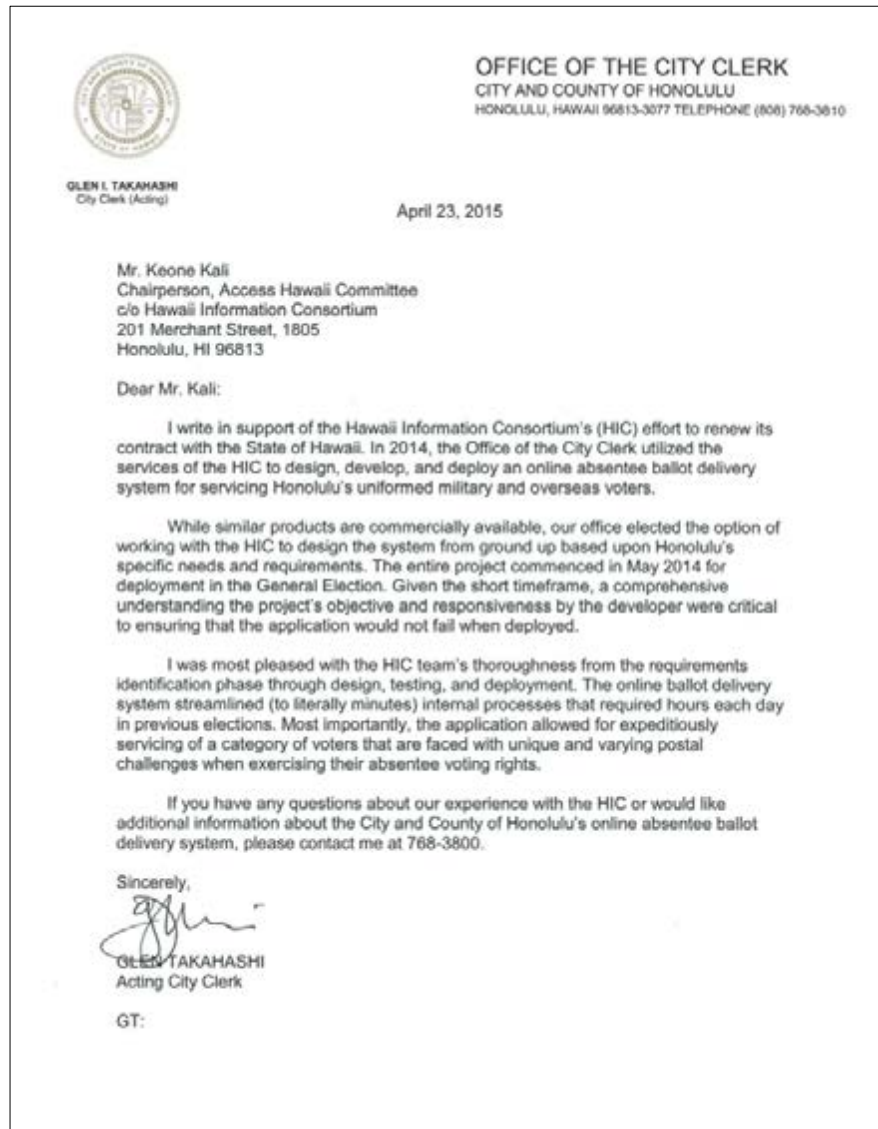 OFFICE OF THE CITY CLERK
CITY AND COUNTY OF HONOLULU
HONOLULU, HAWAII 96813-3077 TELEPHONE (808) 768-3810
CITY AND COUNTY OF HONOLULU
STATE OF HAWAII
GLEN I. TAKAHASHI
City Clerk (Acting)
April 23, 2015
Mr. Keone Kali
Chairperson, Access Hawaii Committee
c/o Hawaii Information Consortium
201 Merchant Street, 1805
Honolulu, HI 96813
Dear Mr. Kali:
I write in support of the Hawaii Information Consortium's (HIC) effort to renew its
contract with the State of Hawaii. In 2014, the Office of the City Clerk utilized the
services of the HIC to design, develop, and deploy an online absentee ballot delivery
system for servicing Honolulu's uniformed military and overseas voters.
While similar products are commercially available, our office elected the option of
working with the HIC to design the system from ground up based upon Honolulu's
specific needs and requirements. The entire project commenced in May 2014 for
deployment in the General Election. Given the short timeframe, a comprehensive
understanding the project's objective and responsiveness by the developer were critical
to ensuring that the application would not fail when deployed.
I was most pleased with the HIC team's thoroughness from the requirements
identification phase through design, testing, and deployment. The online ballot delivery
system streamlined (to literally minutes) internal processes that required hours each day
in previous elections. Most importantly, the application allowed for expeditiously
servicing of a category of voters that are faced with unique and varying postal
challenges when exercising their absentee voting rights.
If you have any questions about our experience with the HIC or would like
additional information about the City and County of Honolulu's online absentee ballot
delivery system, please contact me at 768-3800.
Sincerely,
GLEN TAKAHASHI
Acting City Clerk
GT: